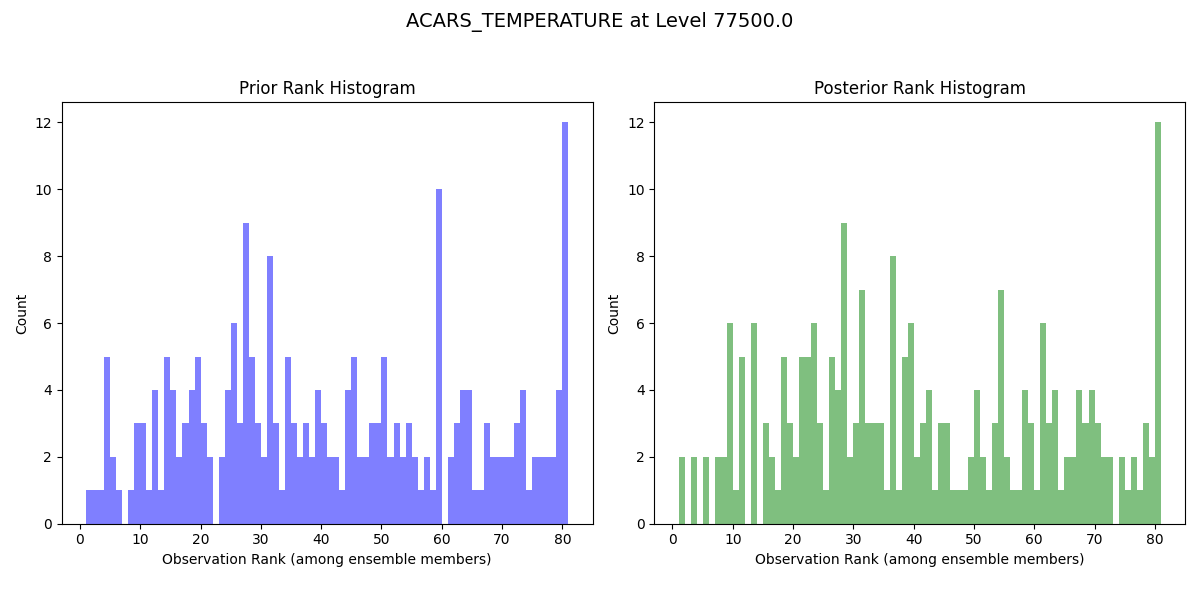 ACARS_TEMPERATURE at Level 77500.0
Prior Rank Histogram
Count
0
2
4
6
8
10
12
0 10 20 30 40 50 60 70 80
Observation Rank (among ensemble members)
Posterior Rank Histogram
Count
0
2
4
6
8
10
12
0 10 20 30 40 50 60 70 80
Observation Rank (among ensemble members)